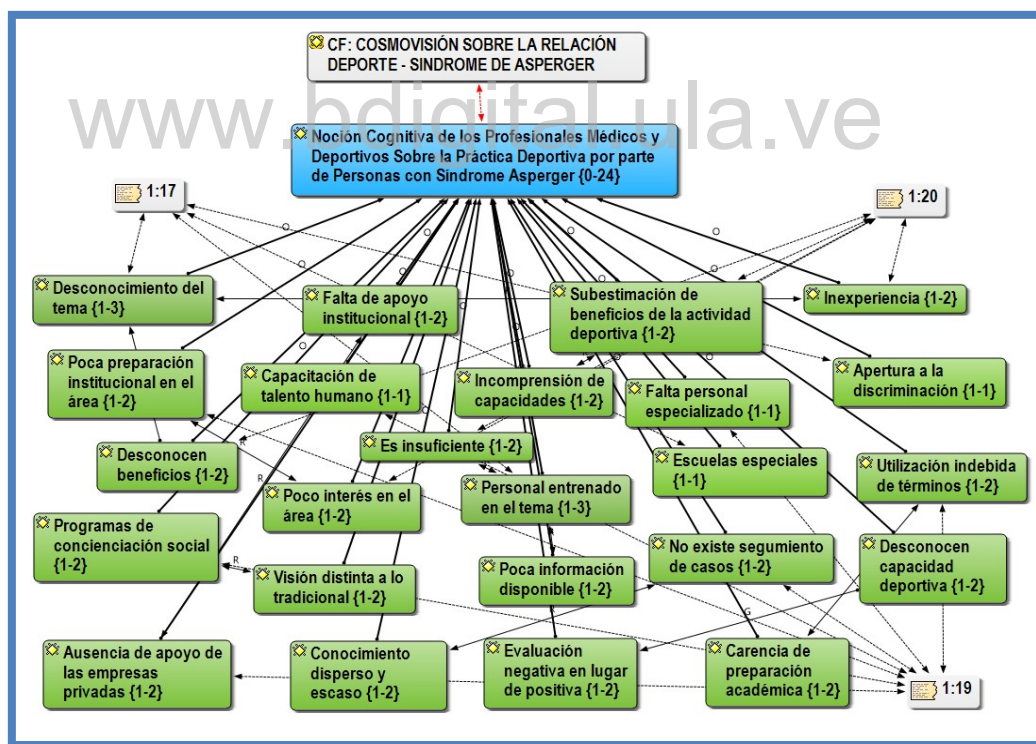 CF: COSMOVISIÓN SOBRE LA RELACIÓN
DEPORTE - SINDROME DE ASPERGER
www.bdigital.ula.ve
Noción Cognitiva de los Profesionales Médicos y
Deportivos Sobre la Práctica Deportiva por parte
de Personas con Síndrome Asperger {0-24}
1:17
1:20
Desconocimiento del
tema {1-3}
Falta de apoyo
institucional {1-2}
Subestimación de
beneficios de la actividad
deportiva {1-2}
Inexperiencia {1-2}
Poca preparación
institucional en el
área {1-2}
Capacitación de
talento humano {1-1}
Incomprensión de
capacidades {1-2}
Falta personal
especializado {1-1}
Apertura a la
discriminación {1-1}
Desconocen
beneficios {1-2}
Es insuficiente {1-2}
Escuelas especiales
{1-1}
Utilización indebida
de términos {1-2}
Poco interés en el
área {1-2}
Personal entrenado
en el tema {1-3}
Programas de
concienciación social
{1-2}
Visión distinta a lo
tradicional {1-2}
Poca información
disponible {1-2}
No existe segumiento
de casos {1-2}
Desconocen
capacidad
deportiva {1-2}
Ausencia de apoyo de
las empresas
privadas {1-2}
Conocimiento
disperso y
escaso {1-2}
Evaluación
negativa en lugar
de positiva {1-2}
Carencia de
preparación
académica {1-2}
1:19